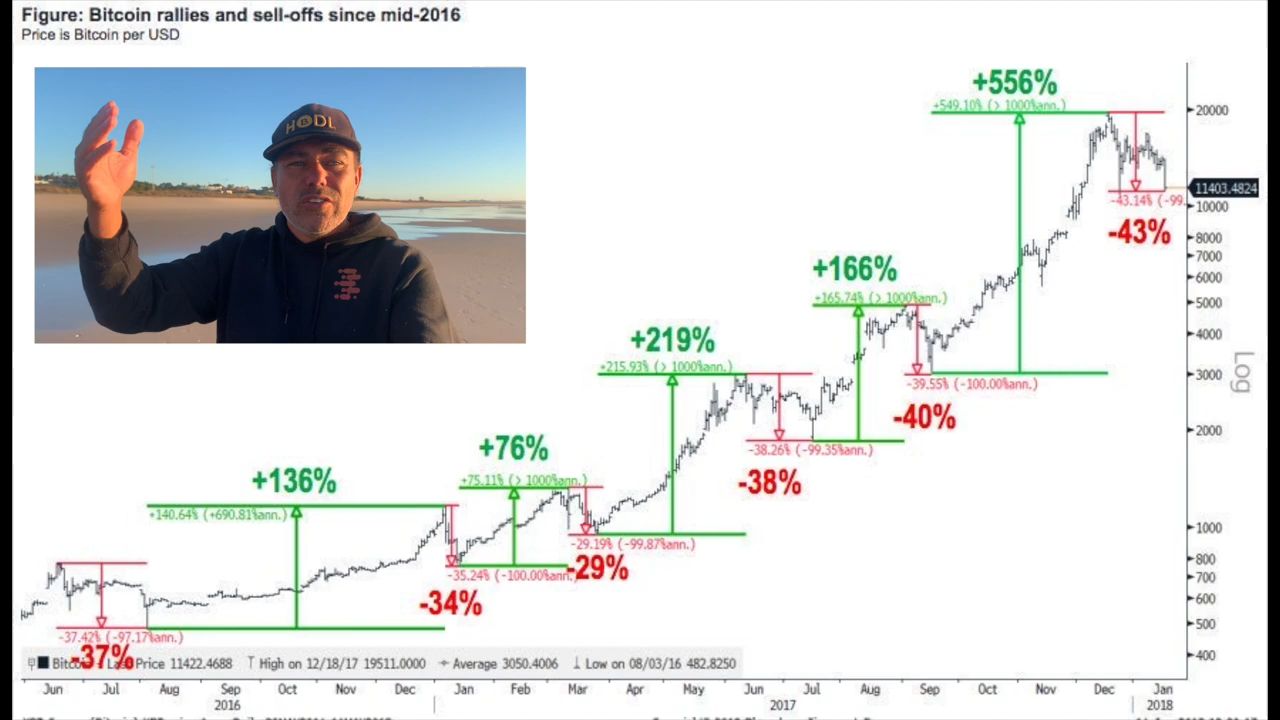 Figure: Bitcoin rallies and sell-offs since mid-2016
Price is Bitcoin per USD
HODL
+556%
+549.10% (> 1000%ann.)
20000
11403.4824
-43.14% (-99.
10000
-43%
8000
7000
+166%
6000
+165.74% (> 1000%ann.)
5000
+219%
4000
Log
+215.93% (> 1000%ann.)
3000
-39.55% (-100.00%ann.)
-40%
2000
-38.26% (-99.35%ann.)
+76%
-38%
+136%
+75.11% (> 1000%ann.)
+140.64% (+690.81%ann.)
1000
-29.19% (-99.87%ann.)
-29%
800
-35.24% (-100.00%ann.)
700
-34%
600
500
-37.42% (-97.17%ann.)
-37%
400
Last Price 11422.4688 High on 12/18/17 19511.0000 Average 3050.4006 Low on 08/03/16 482.8250
Jun Jul Aug Sep Oct Nov Dec Jan Feb Mar Apr May Jun Jul Aug Sep Oct Nov Dec Jan
2016 2017 2018